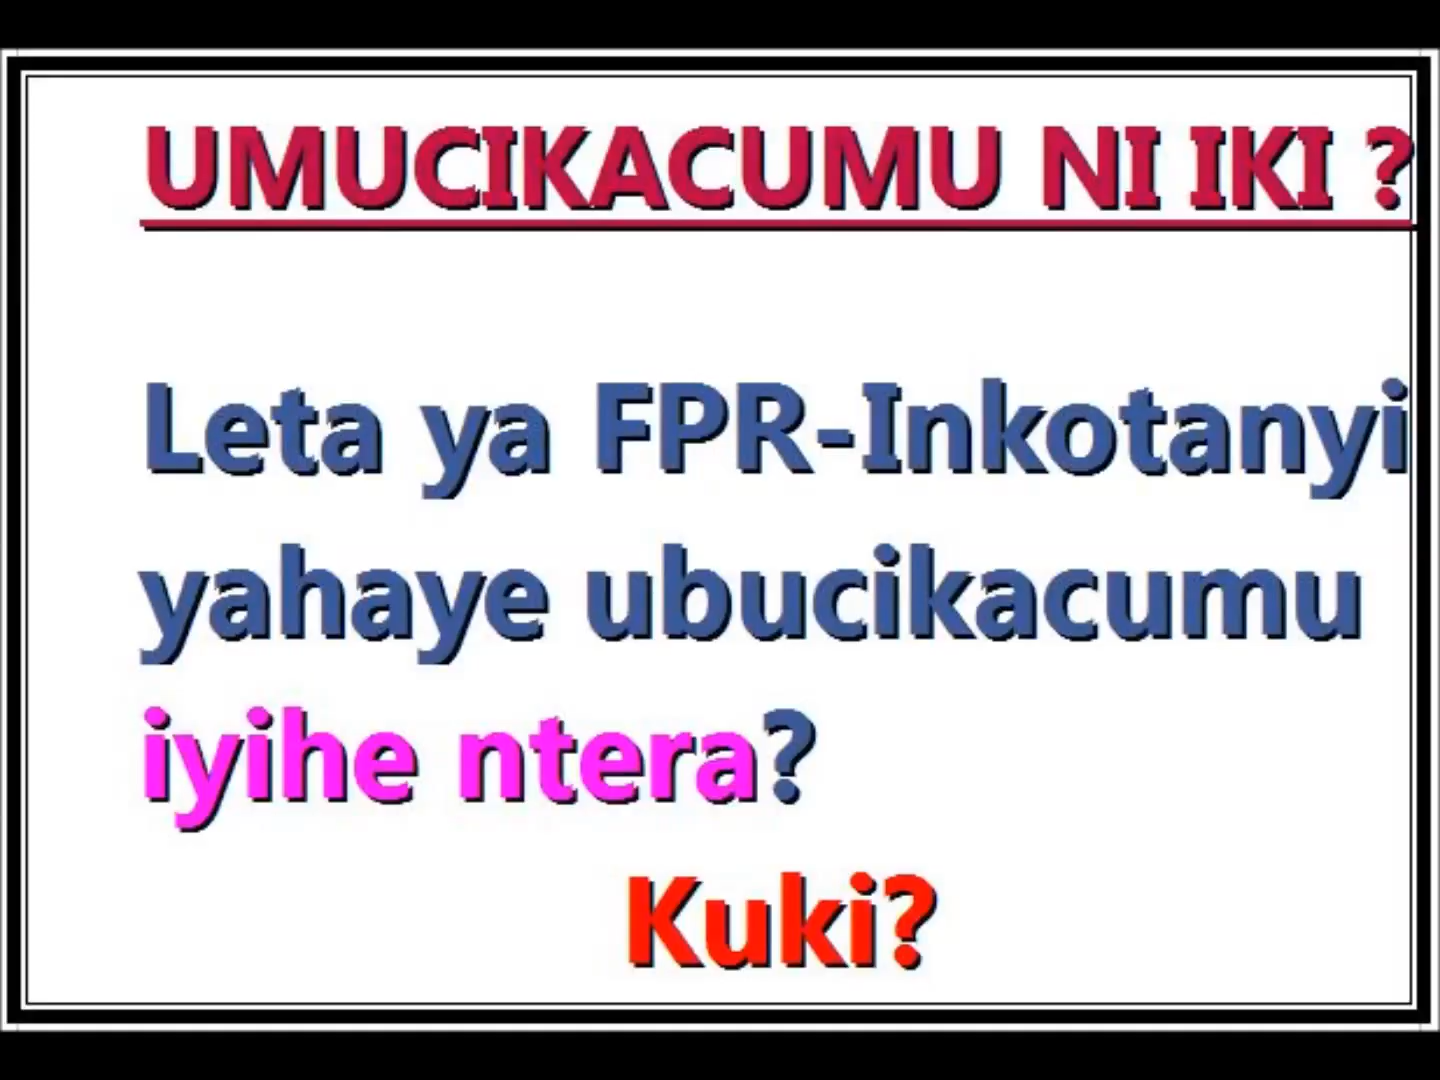 UMUCIKACUMU NI IKI ?
Leta ya FPR-Inkotanyi
yahaye ubucikacumu
iyihe ntera?
Kuki?